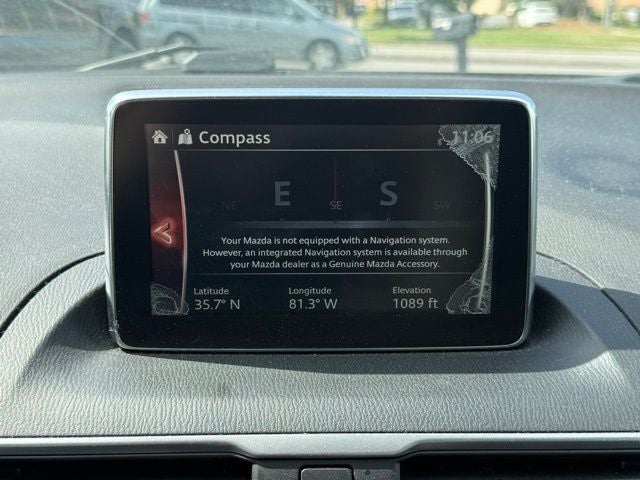 Compass 11:06
NE E SE S SW
Your Mazda is not equipped with a Navigation system.
However, an integrated Navigation system is available through
your Mazda dealer as a Genuine Mazda Accessory.
Latitude Longitude Elevation
35.7° N 81.3° W 1089 ft